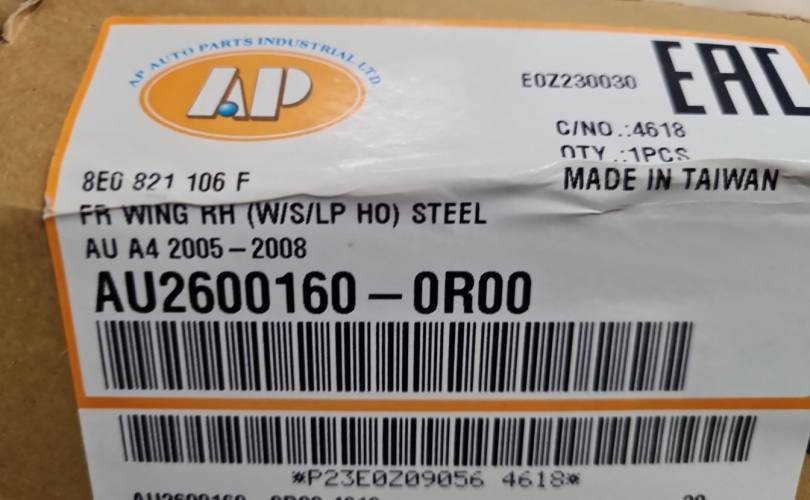 AP AUTO PARTS INDUSTRIAL LTD
AP
E0Z230030
EAC
C/NO.:4618
QTY.:1PCS
8E0 821 106 F
MADE IN TAIWAN
FR WING RH (W/S/LP HO) STEEL
AU A4 2005-2008
AU2600160-0R00
*P23E0Z09056 4618*